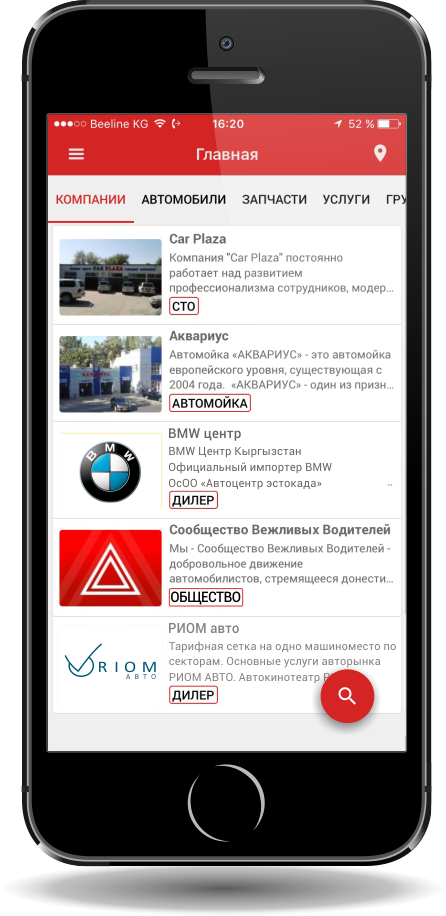 Beeline KG 16:20 52 %
Главная
КОМПАНИИ АВТОМОБИЛИ ЗАПЧАСТИ УСЛУГИ ГРУ
CAR PLAZA
Car Plaza
Компания "Car Plaza" постоянно
работает над развитием
профессионализма сотрудников, модер...
СТО
Аквариус
Автомойка «АКВАРИУС» - это автомойка
европейского уровня, существующая с
2004 года. «АКВАРИУС» - один из призн...
АВТОМОЙКА
BMW
BMW центр
BMW Центр Кыргызстан
Официальный импортер BMW
ОсОО «Автоцентр эстокада»
...
ДИЛЕР
Сообщество Вежливых Водителей
Мы - Сообщество Вежливых Водителей -
добровольное движение
автомобилистов, стремящееся донести...
ОБЩЕСТВО
RIOM
АВТО
РИОМ авто
Тарифная сетка на одно машиноместо по
секторам. Основные услуги авторынка
РИОМ АВТО. Автокинотеатр
ДИЛЕР